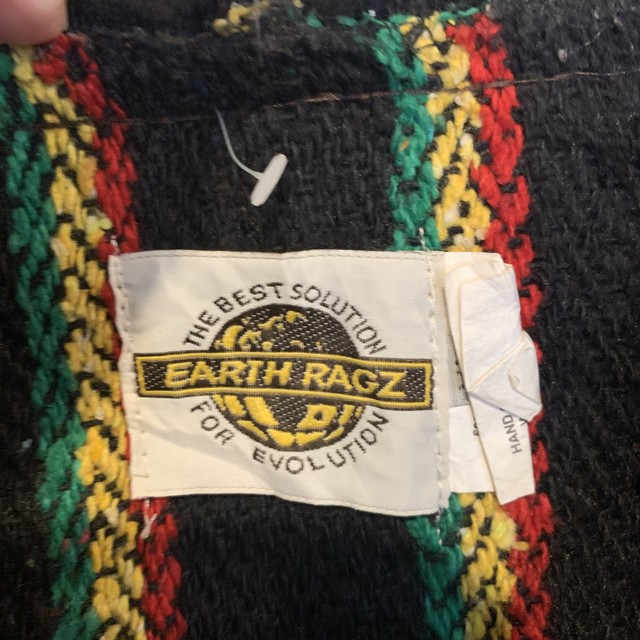 THE BEST SOLUTION
EARTH RAGZ
FOR EVOLUTION
HAND